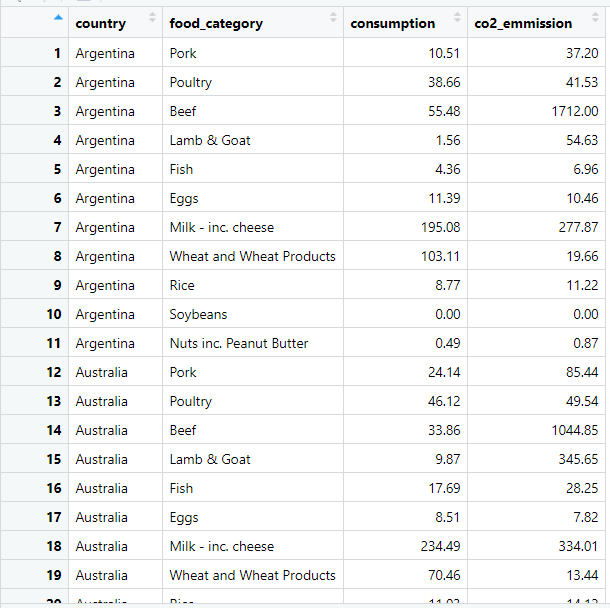 country food_category consumption co2_emmission
1 Argentina Pork 10.51 37.20
2 Argentina Poultry 38.66 41.53
3 Argentina Beef 55.48 1712.00
4 Argentina Lamb & Goat 1.56 54.63
5 Argentina Fish 4.36 6.96
6 Argentina Eggs 11.39 10.46
7 Argentina Milk - inc. cheese 195.08 277.87
8 Argentina Wheat and Wheat Products 103.11 19.66
9 Argentina Rice 8.77 11.22
10 Argentina Soybeans 0.00 0.00
11 Argentina Nuts inc. Peanut Butter 0.49 0.87
12 Australia Pork 24.14 85.44
13 Australia Poultry 46.12 49.54
14 Australia Beef 33.86 1044.85
15 Australia Lamb & Goat 9.87 345.65
16 Australia Fish 17.69 28.25
17 Australia Eggs 8.51 7.82
18 Australia Milk - inc. cheese 234.49 334.01
19 Australia Wheat and Wheat Products 70.46 13.44
20 Australia Rice